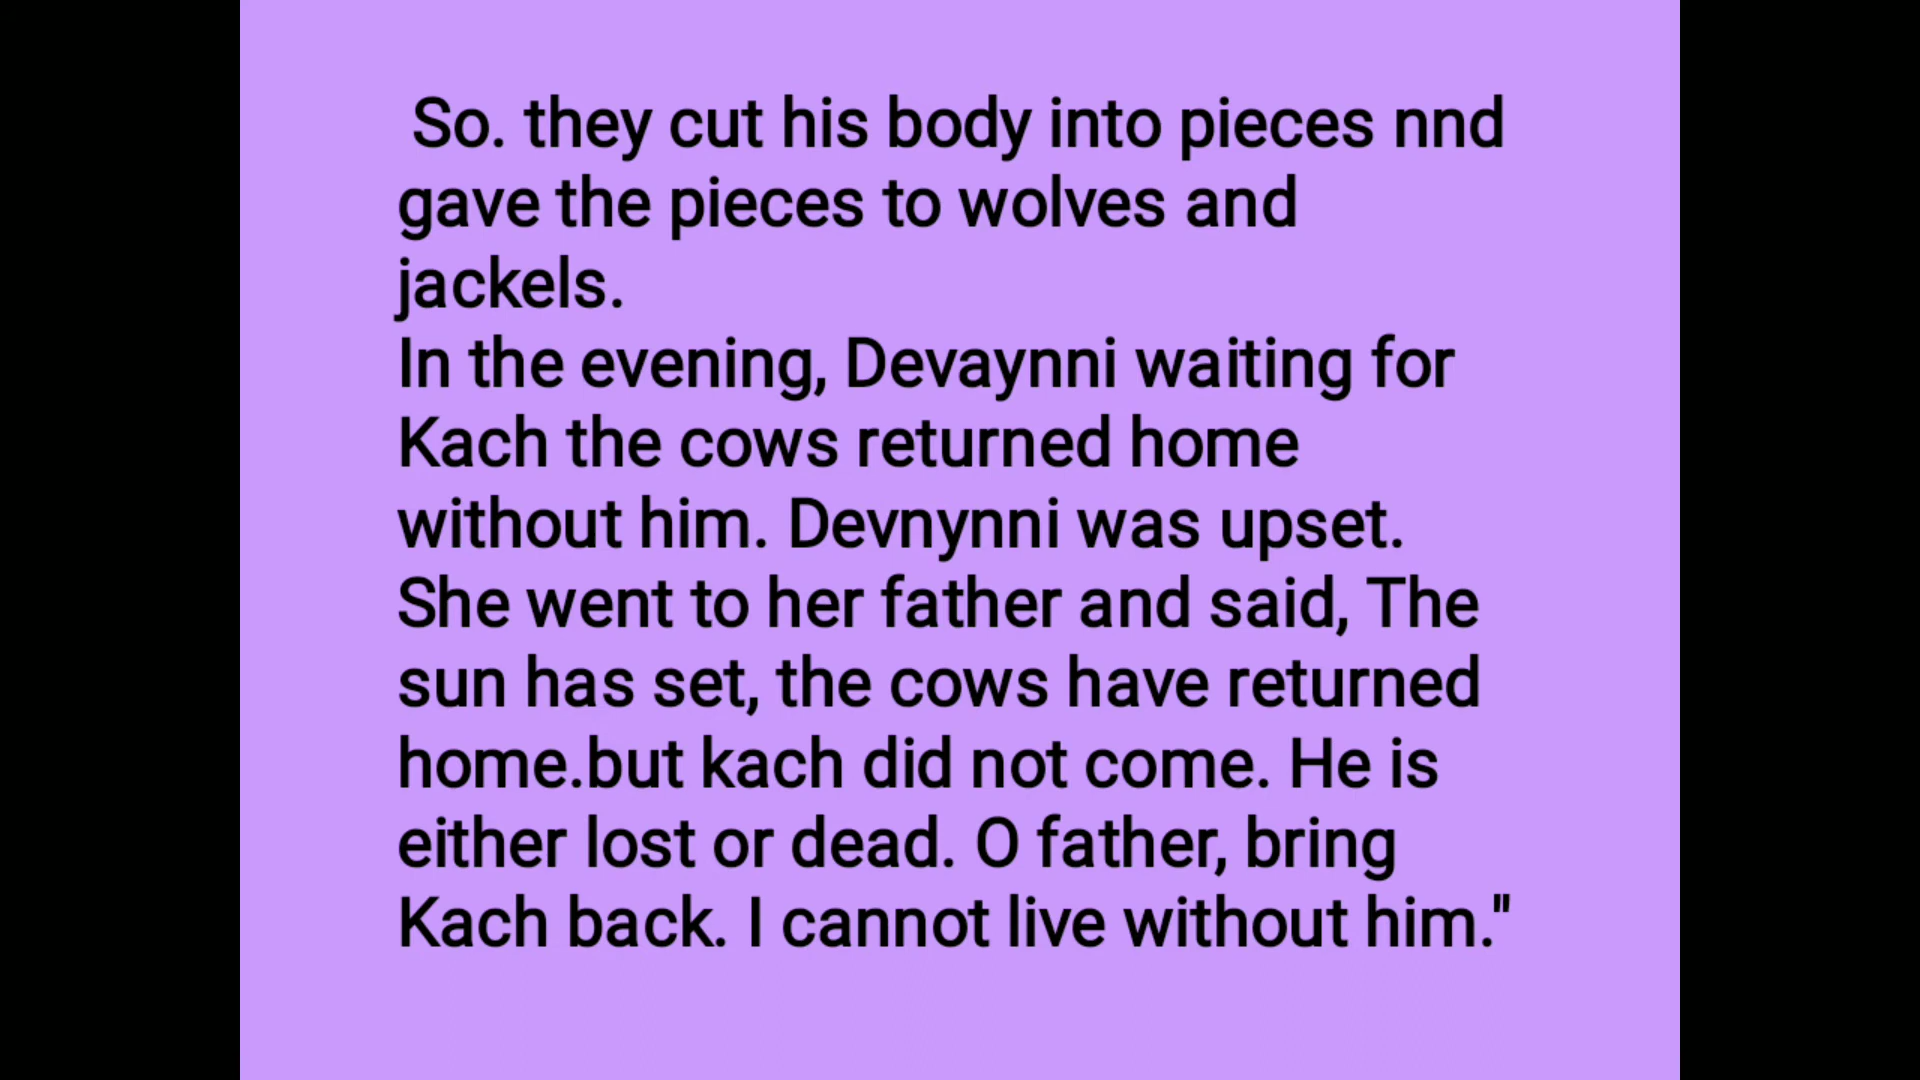 So. they cut his body into pieces nnd
gave the pieces to wolves and
jackels.
In the evening, Devaynni waiting for
Kach the cows returned home
without him. Devnynni was upset.
She went to her father and said, The
sun has set, the cows have returned
home.but kach did not come. He is
either lost or dead. O father, bring
Kach back. I cannot live without him."